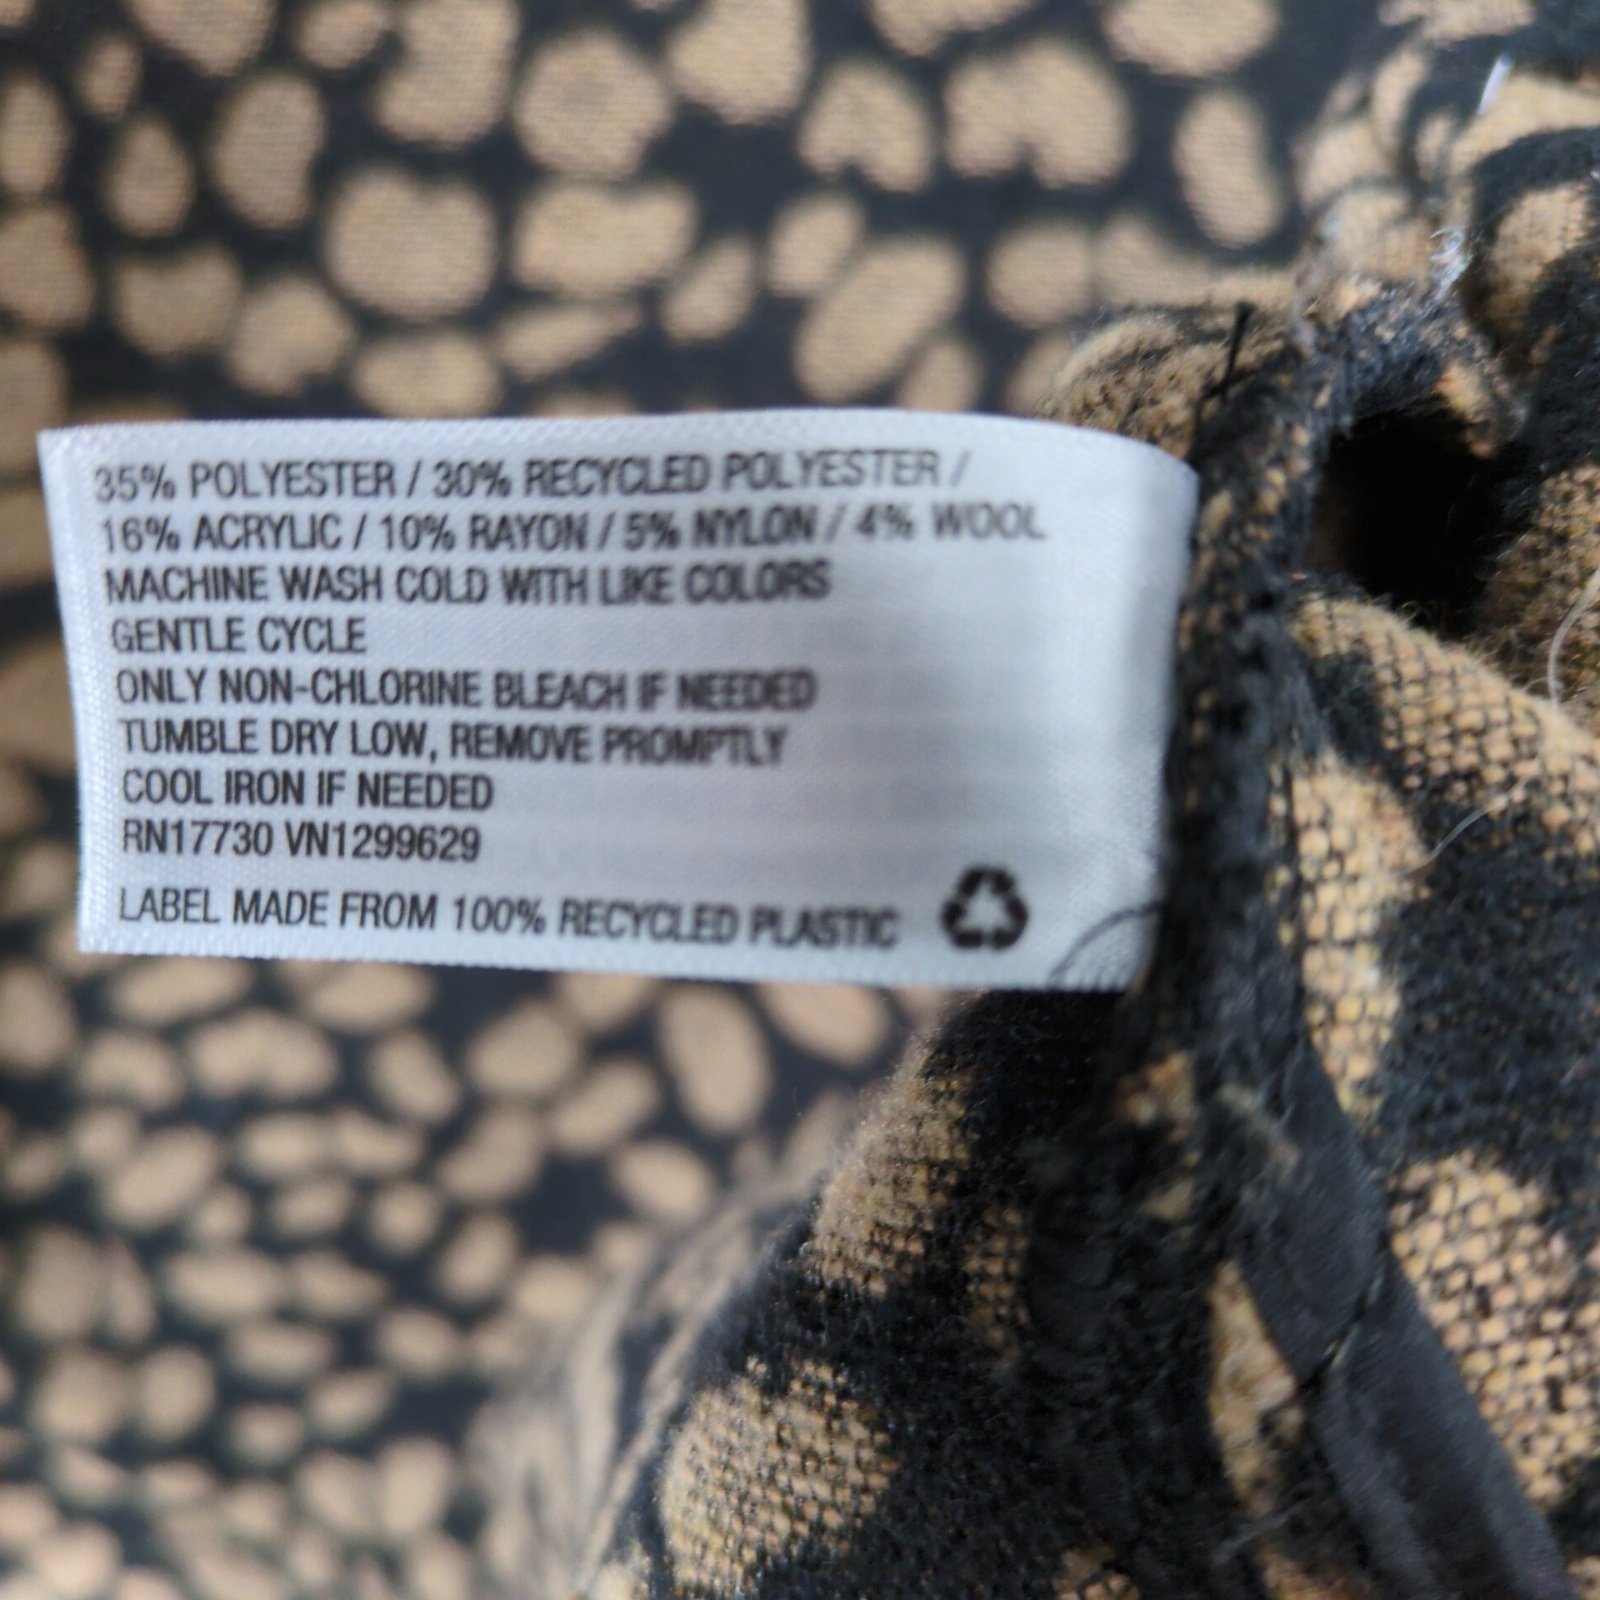 35% POLYESTER / 30% RECYCLED POLYESTER /
16% ACRYLIC / 10% RAYON / 5% NYLON / 4% WOOL
MACHINE WASH COLD WITH LIKE COLORS
GENTLE CYCLE
ONLY NON-CHLORINE BLEACH IF NEEDED
TUMBLE DRY LOW, REMOVE PROMPTLY
COOL IRON IF NEEDED
RN17730 VN1299629
LABEL MADE FROM 100% RECYCLED PLASTIC